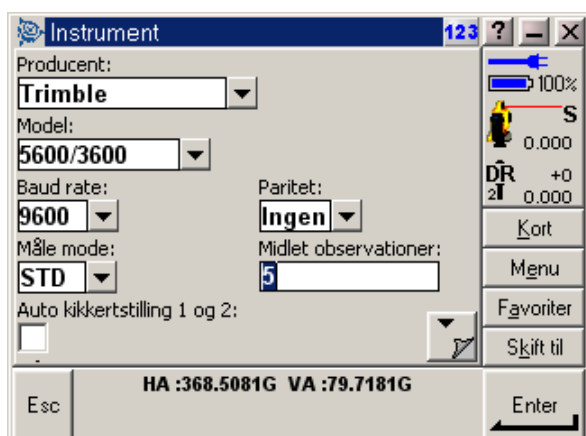 Instrument 123 ?
Producent:
Trimble
Model:
5600/3600
Baud rate: Paritet:
9600 Ingen
Måle mode: Midlet observationer:
STD 5
Auto kikkertstilling 1 og 2:
100%
S
0.000
DR +0
2 0.000
Kort
Menu
Favoriter
Skift til
Esc
HA :368.5081G VA :79.7181G
Enter